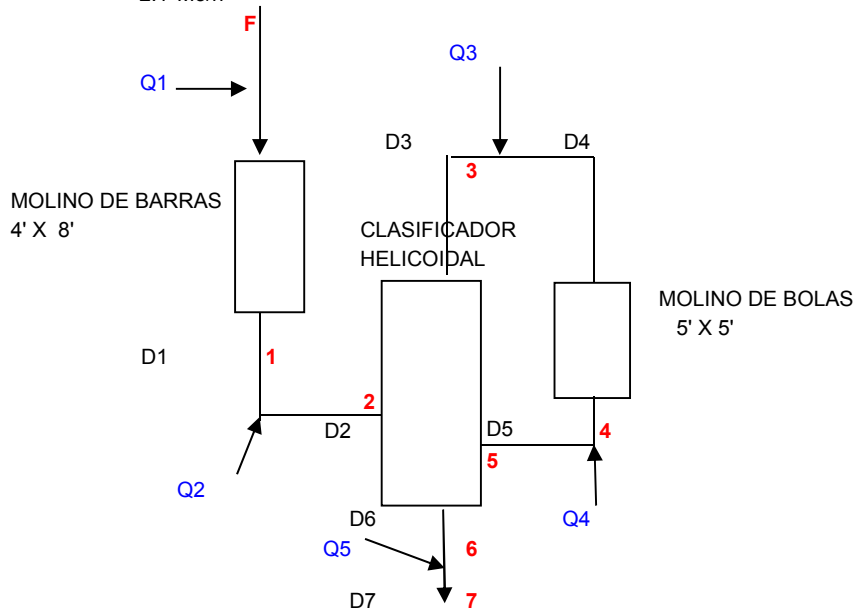 F
Q1
Q3
D3
D4
3
MOLINO DE BARRAS
4' X 8'
CLASIFICADOR
HELICOIDAL
MOLINO DE BOLAS
5' X 5'
D1
1
2
D2
D5
4
5
Q2
D6
Q4
Q5
6
D7
7